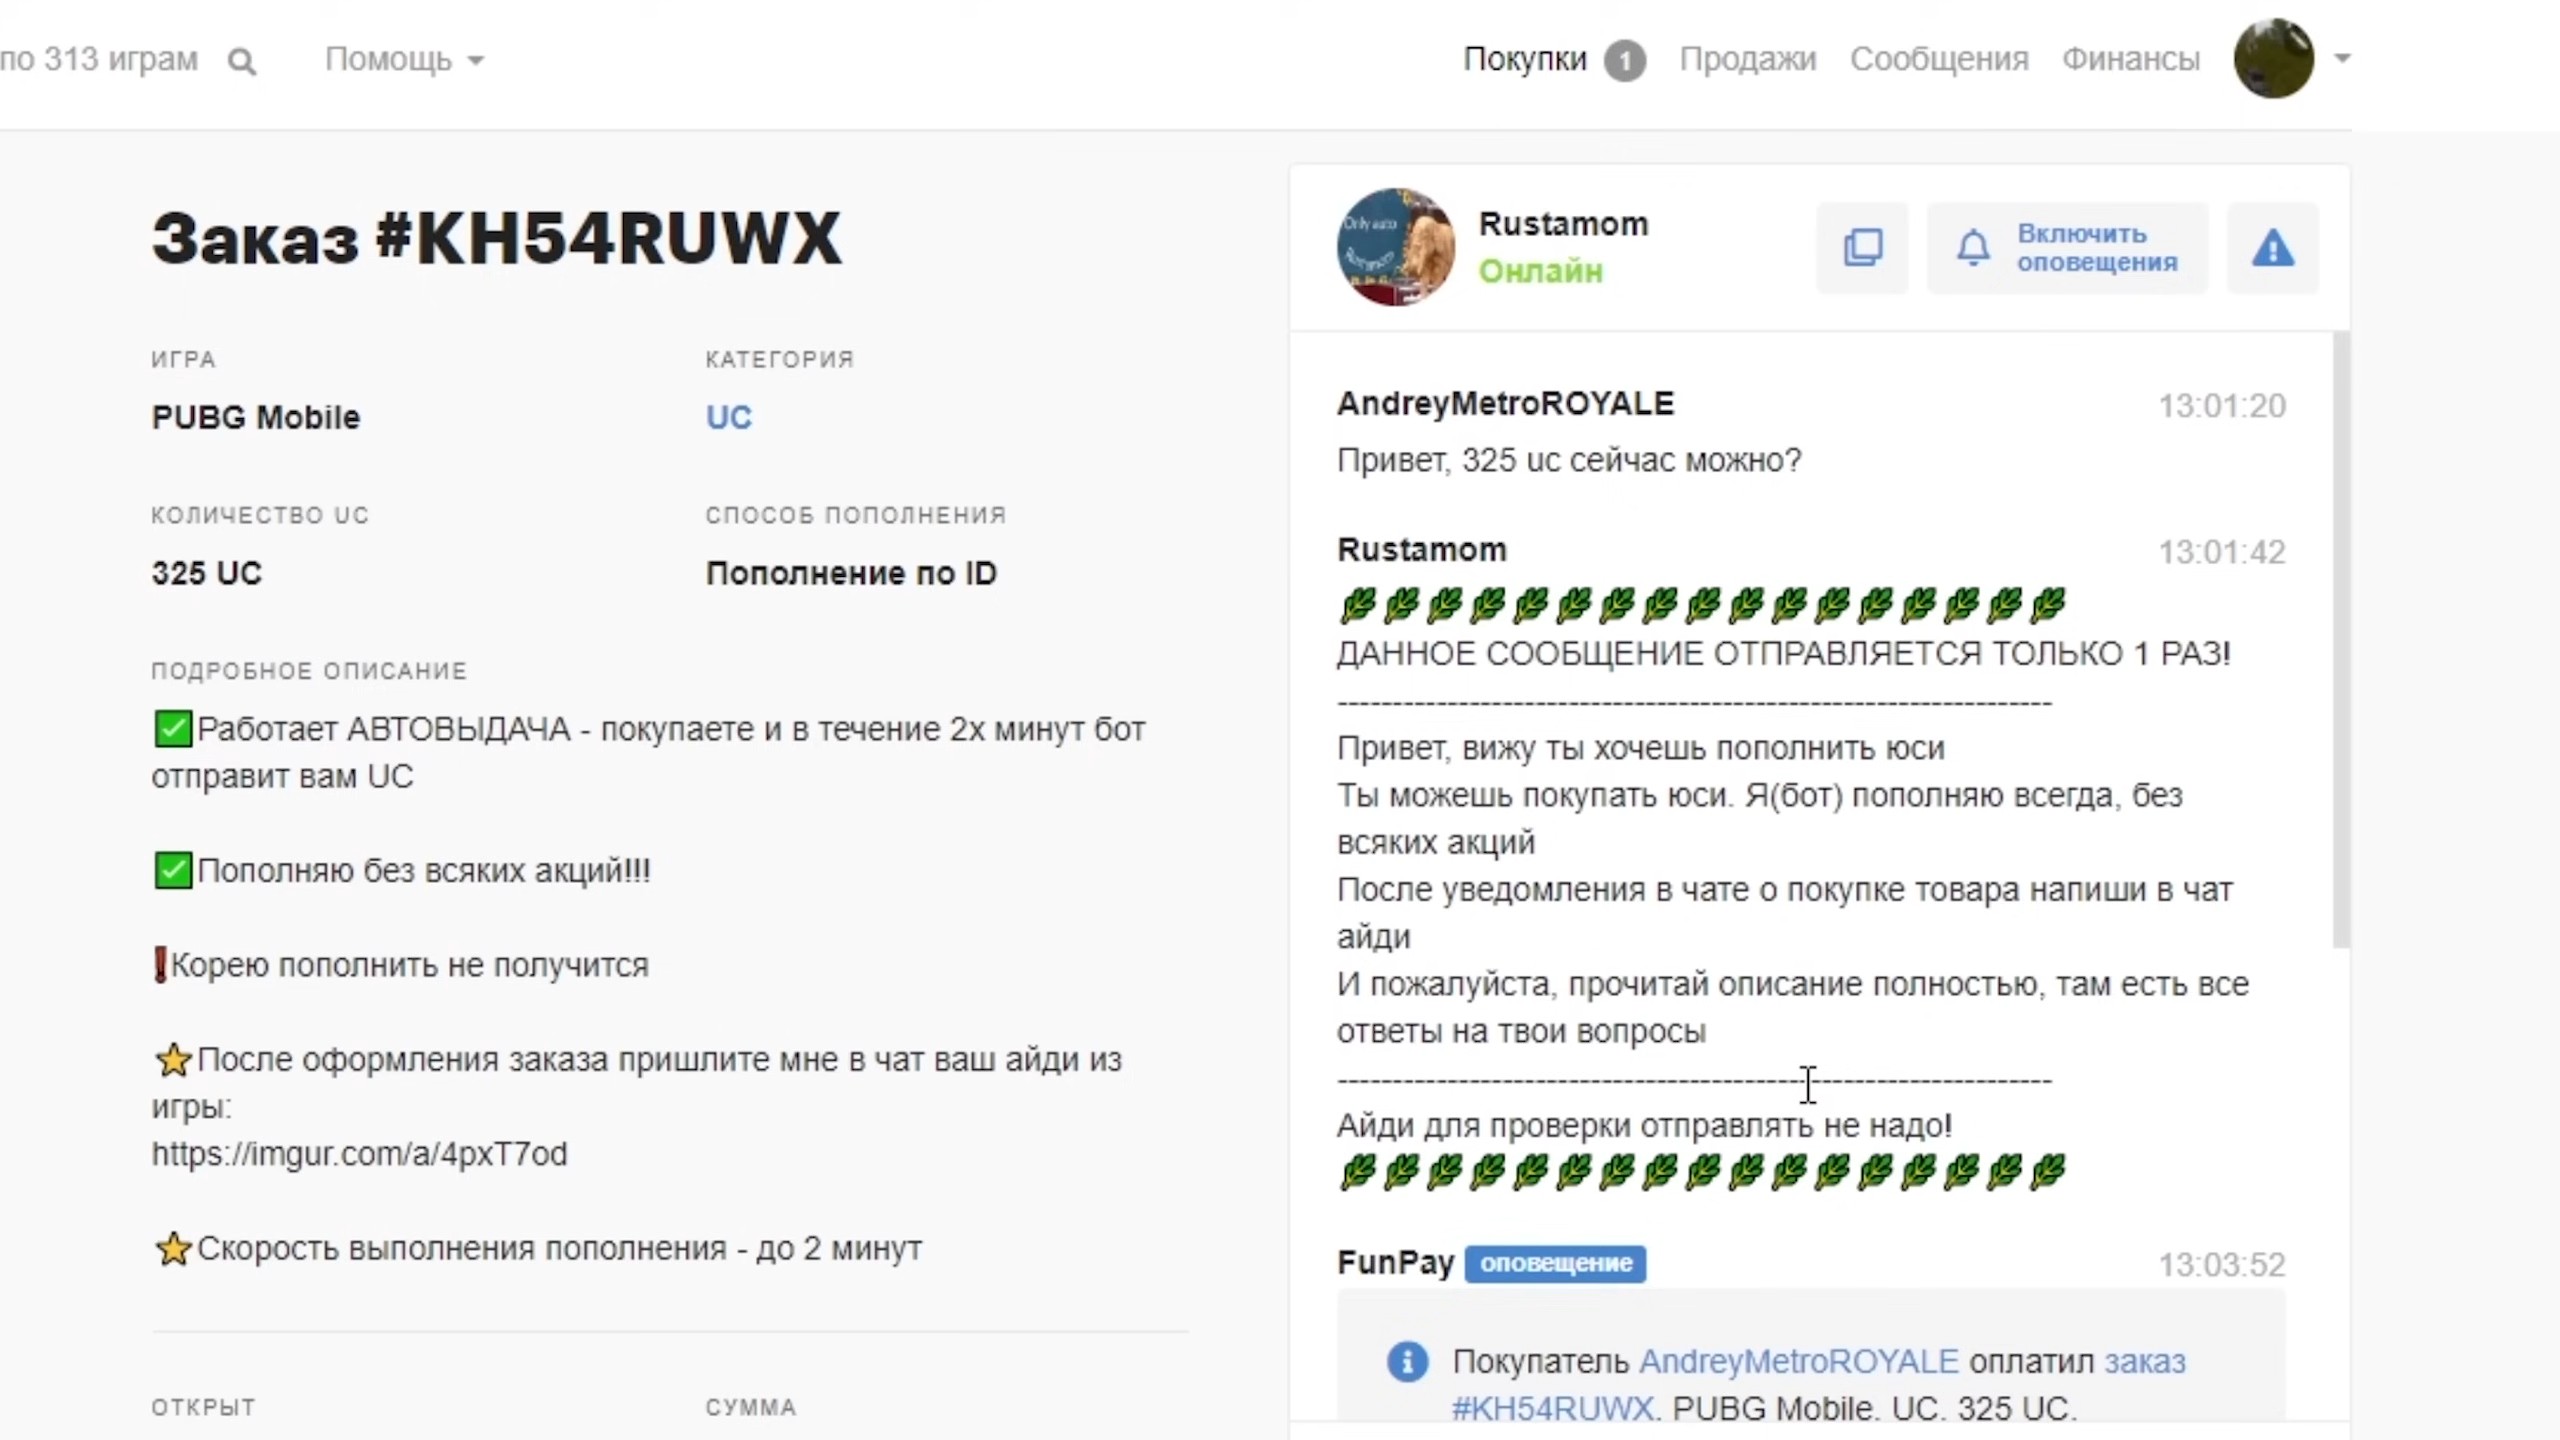 по 313 играм
Помощь
Покупки 1 Продажи Сообщения Финансы
Заказ #KH54RUWX
ИГРА
PUBG Mobile
КАТЕГОРИЯ
UC
КОЛИЧЕСТВО UC
325 UC
СПОСОБ ПОПОЛНЕНИЯ
Пополнение по ID
ПОДРОБНОЕ ОПИСАНИЕ
✅Работает АВТОВЫДАЧА - покупаете и в течение 2х минут бот
отправит вам UC
✅Пополняю без всяких акций!!!
❗Корею пополнить не получится
⭐После оформления заказа пришлите мне в чат ваш айди из
игры:
https://imgur.com/a/4pxT7od
⭐Скорость выполнения пополнения - до 2 минут
ОТКРЫТ
СУММА
Rustamom
Онлайн
Включить
оповещения
AndreyMetroROYALE 13:01:20
Привет, 325 uc сейчас можно?
Rustamom 13:01:42
ДАННОЕ СООБЩЕНИЕ ОТПРАВЛЯЕТСЯ ТОЛЬКО 1 РАЗ!
-----------------------------------------------------------------
Привет, вижу ты хочешь пополнить юси
Ты можешь покупать юси. Я(бот) пополняю всегда, без
всяких акций
После уведомления в чате о покупке товара напиши в чат
айди
И пожалуйста, прочитай описание полностью, там есть все
ответы на твои вопросы
-----------------------------------------------------------------
Айди для проверки отправлять не надо!
FunPay оповещение 13:03:52
Покупатель AndreyMetroROYALE оплатил заказ
#KH54RUWX. PUBG Mobile, UC, 325 UC,